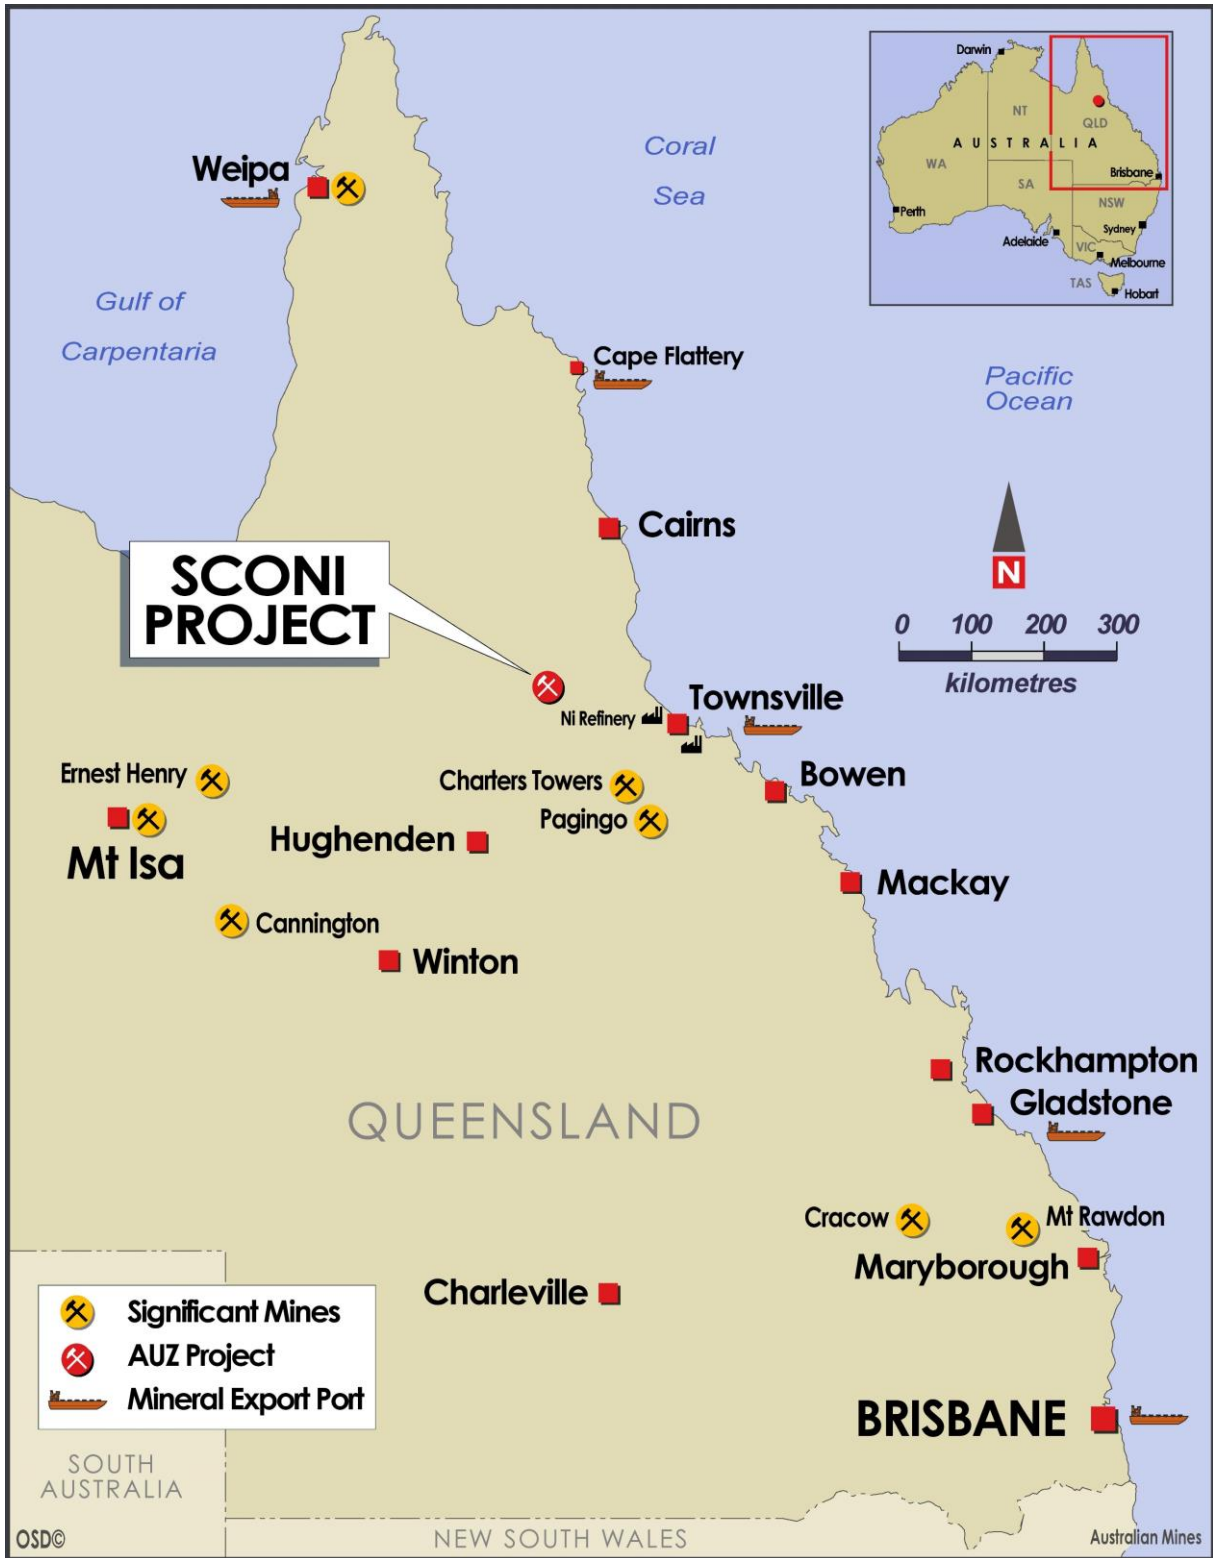 Darwin
NT
QLD
AUSTRALIA
WA
SA
Brisbane
NSW
Perth
Sydney
Adelaide
VIC
Melbourne
TAS
Hobart
Coral
Sea
Weipa
Gulf of
Carpentaria
Cape Flattery
Pacific
Ocean
N
Cairns
SCONI
PROJECT
0 100 200 300
kilometres
Townsville
Ni Refinery
Ernest Henry
Charters Towers
Bowen
Pagingo
Hughenden
Mt Isa
Mackay
Cannington
Winton
Rockhampton
Gladstone
QUEENSLAND
Cracow
Mt Rawdon
Maryborough
Charleville
Significant Mines
AUZ Project
Mineral Export Port
BRISBANE
SOUTH
AUSTRALIA
NEW SOUTH WALES
OSD©
Australian Mines